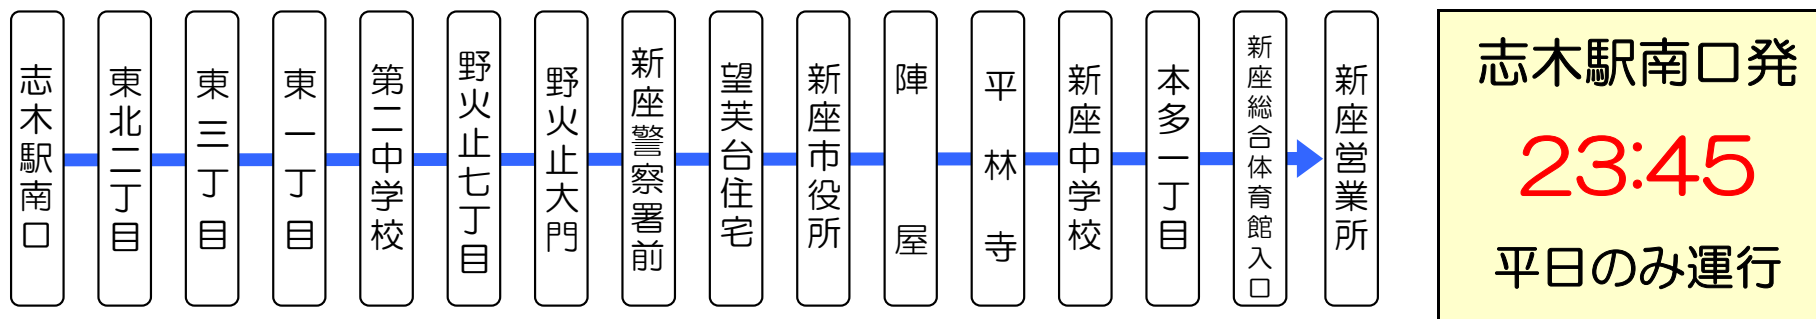 志木駅南口
東北二丁目
東三丁目
東一丁目
第二中学校
野火止七丁目
野火止大門
新座警察署前
望芙台住宅
新座市役所
陣屋
平林寺
新座中学校
本多一丁目
新座総合体育館入口
新座営業所
志木駅南口発
23:45
平日のみ運行